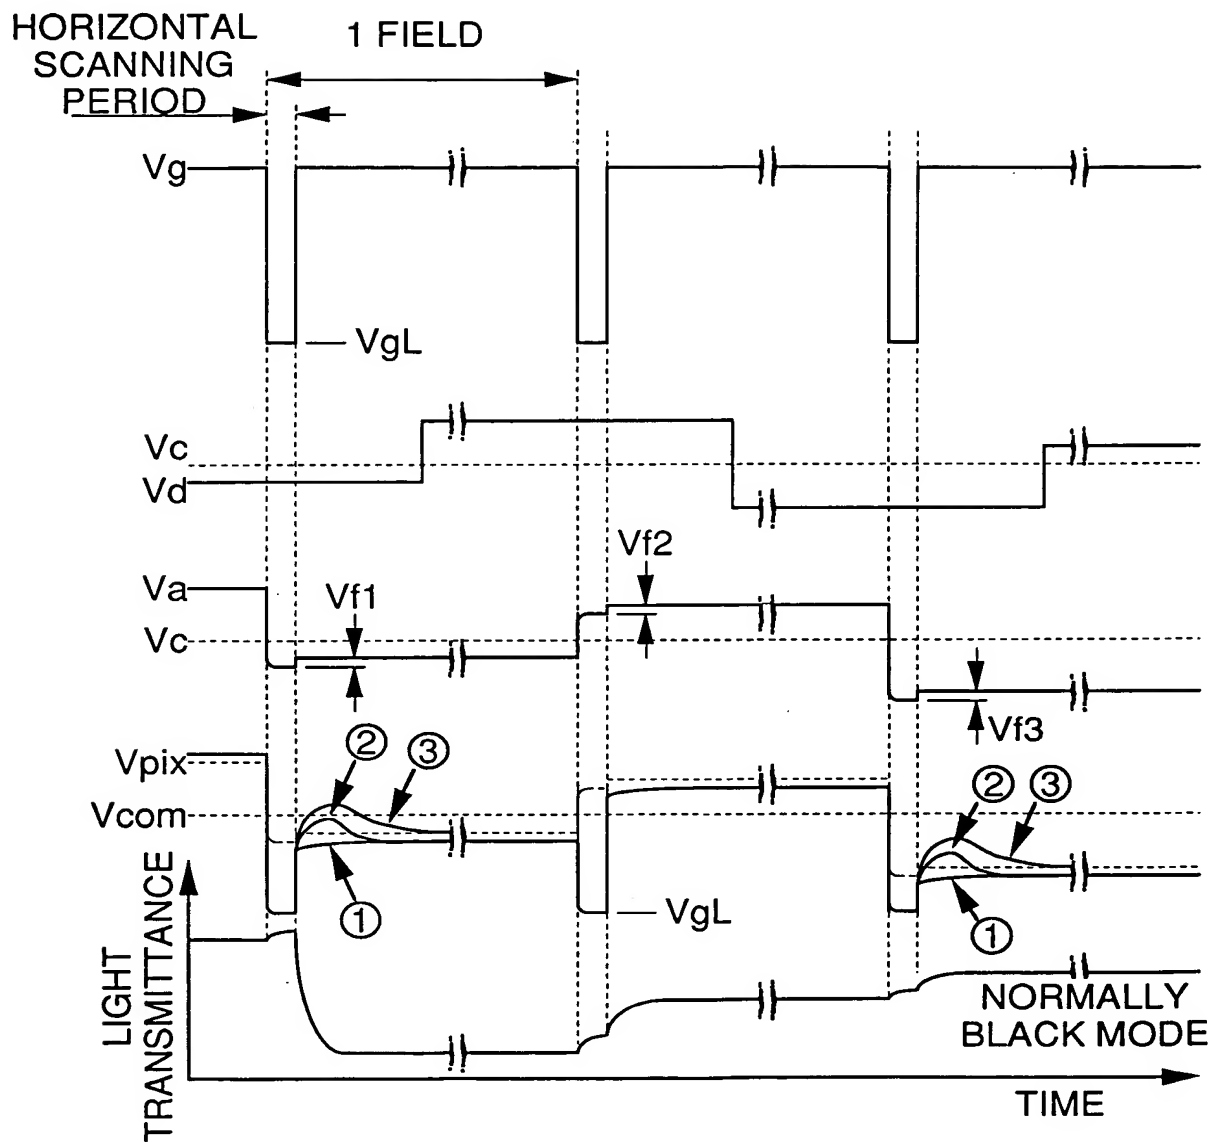 HORIZONTAL
SCANNING
PERIOD
1 FIELD
Vg
VgL
Vc
Vd
Vf2
Va
Vf1
Vc
Vf3
Vpix
②
③
②
③
Vcom
①
VgL
①
LIGHT
TRANSMITTANCE
NORMALLY
BLACK MODE
TIME